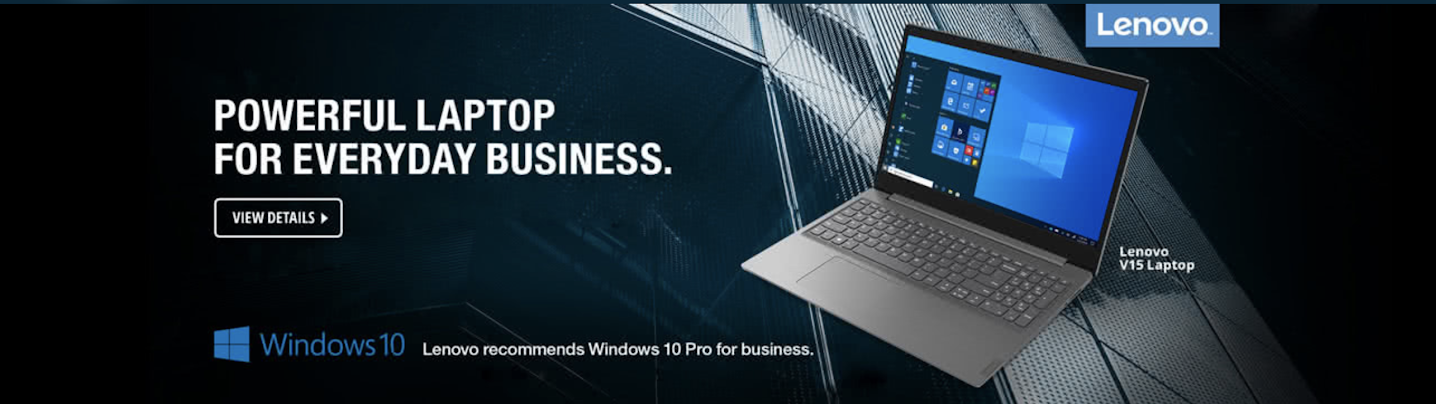 Lenovo
POWERFUL LAPTOP
FOR EVERYDAY BUSINESS.
VIEW DETAILS
Lenovo
V15 Laptop
Windows 10
Lenovo recommends Windows 10 Pro for business.